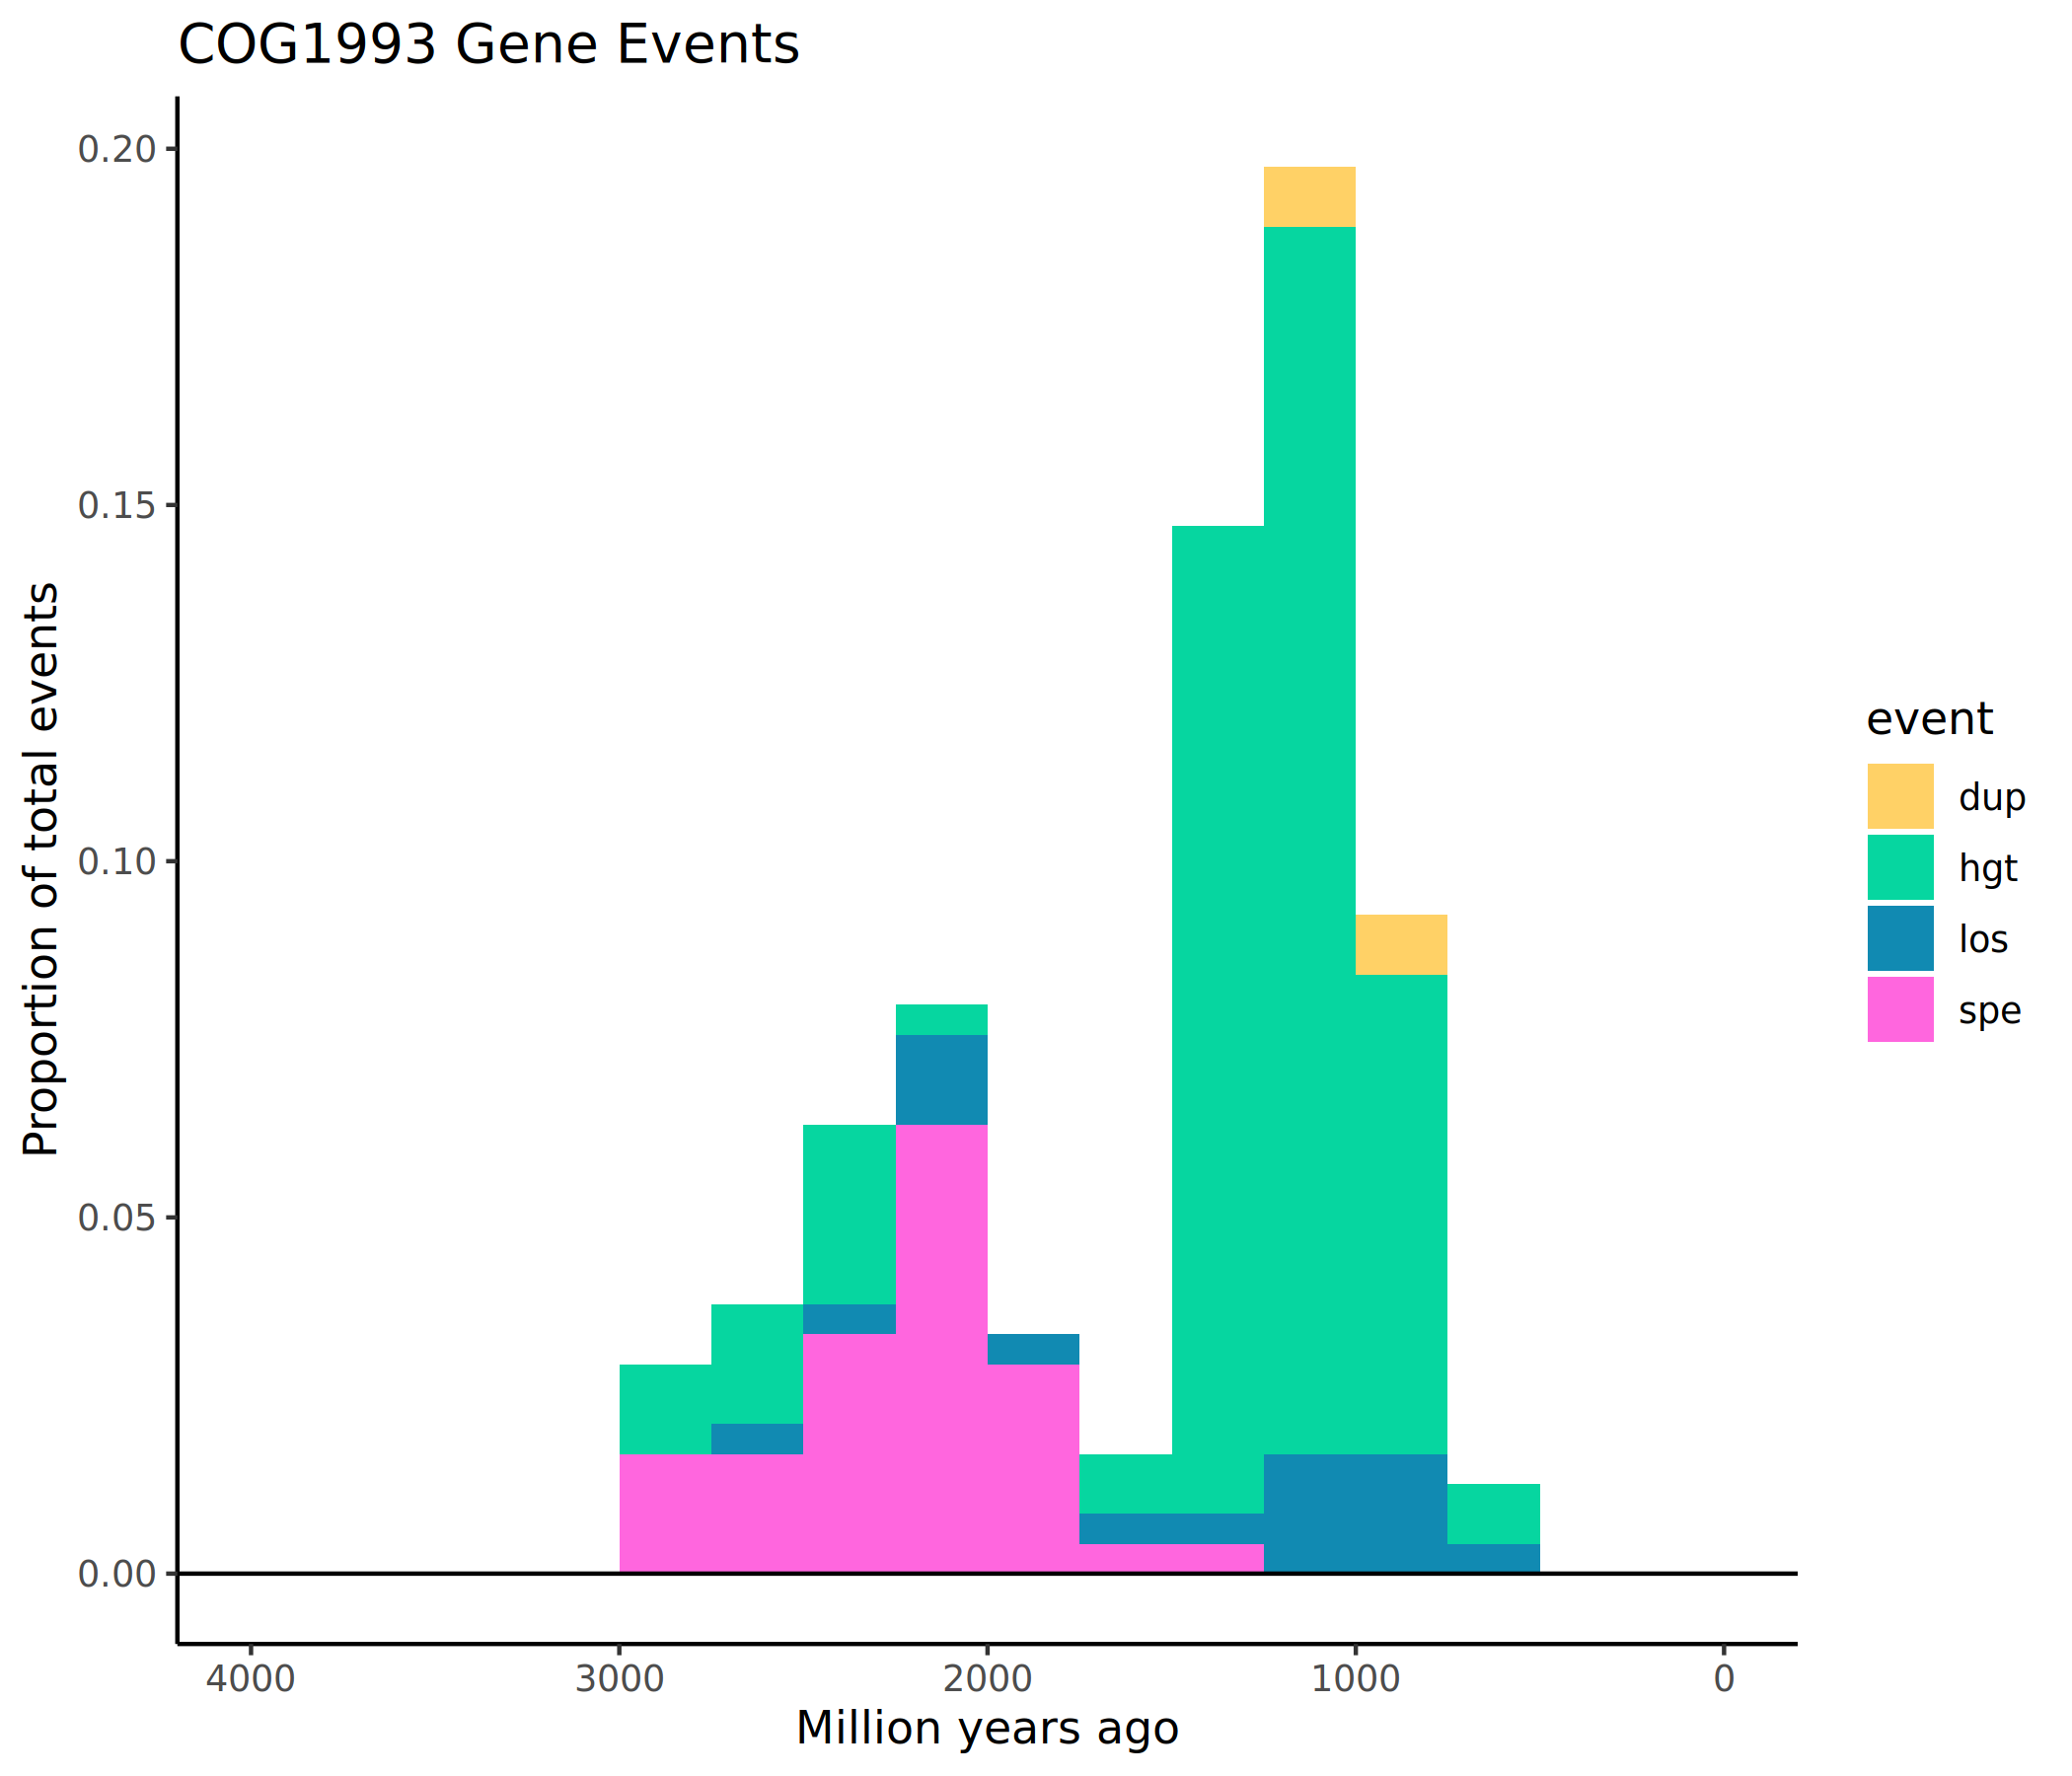 COG1993 Gene Events
Proportion of total events
0.20
0.15
0.10
0.05
0.00
4000 3000 2000 1000 0
Million years ago
event
dup
hgt
los
spe